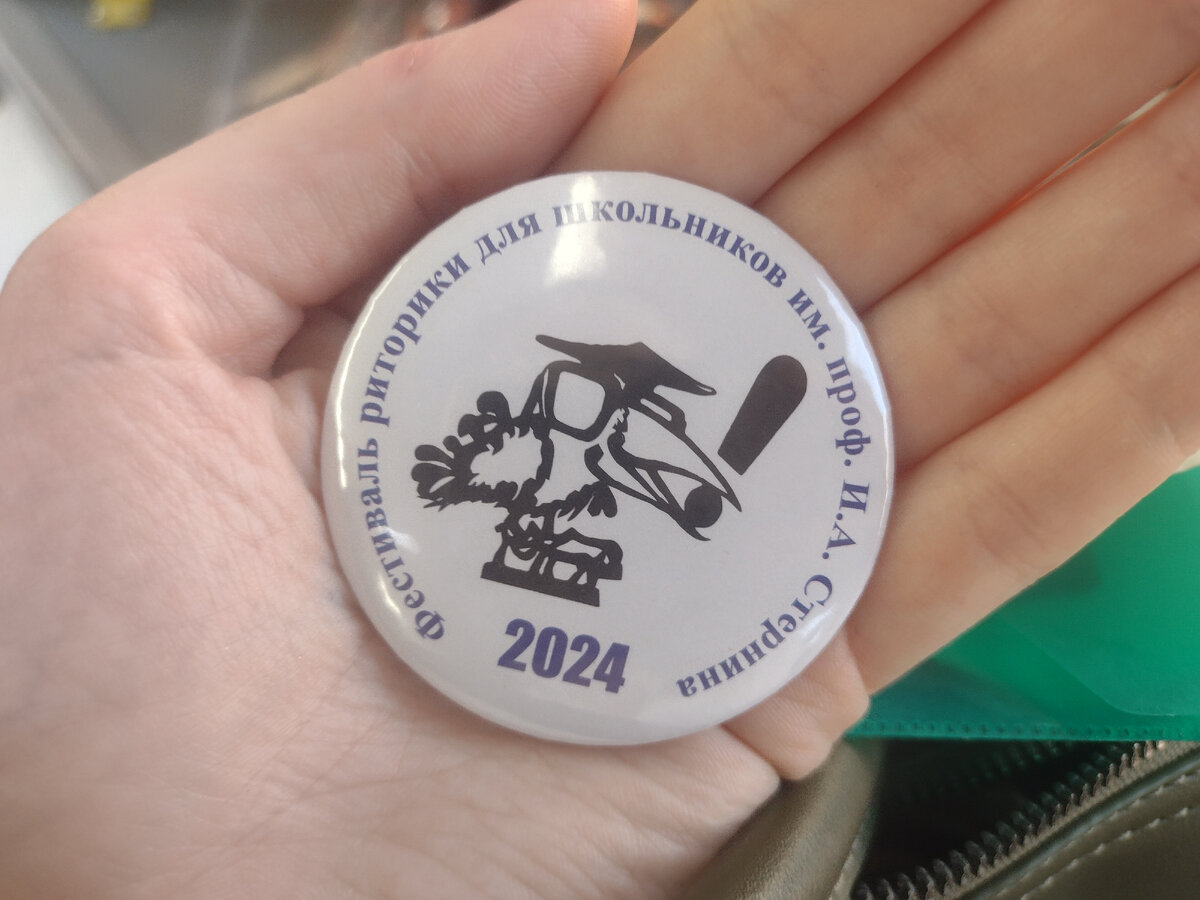 Фестиваль риторики для школьников им. проф. И.А. Стернина
2024